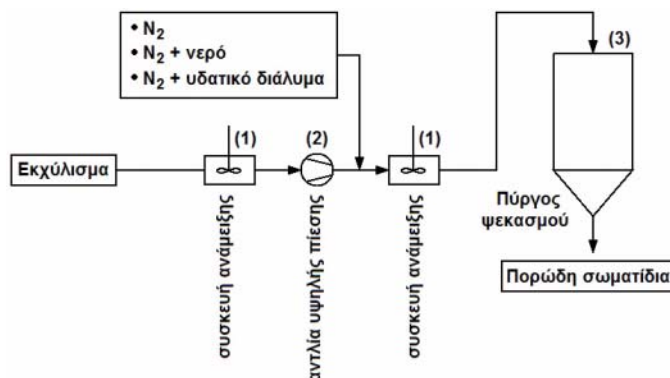 • N₂
• N₂ + νερό
• N₂ + υδατικό διάλυμα
(3)
(1)
(2)
(1)
Εκχύλισμα
συσκευή ανάμειξης
αντλία υψηλής πίεσης
συσκευή ανάμειξης
Πύργος
ψεκασμού
Πορώδη σωματίδια